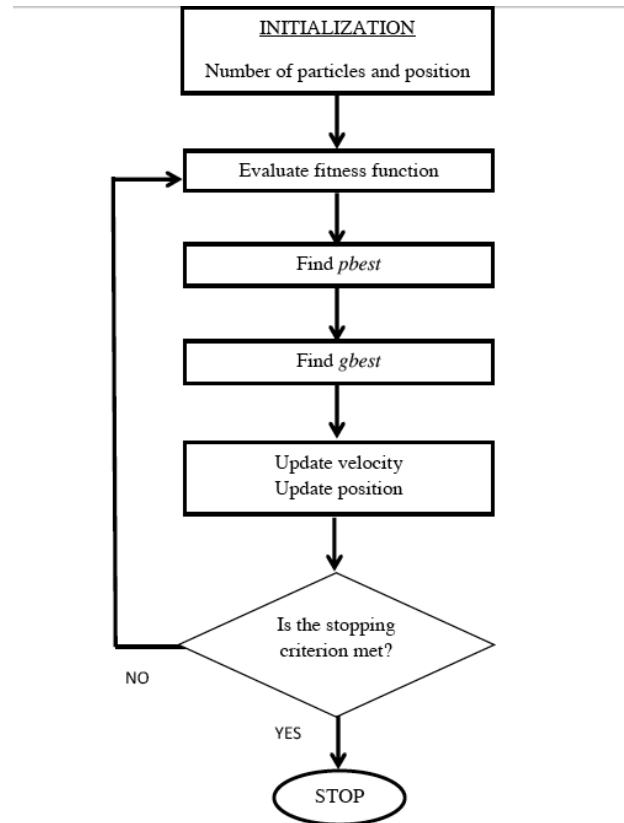 INITIALIZATION
Number of particles and position
Evaluate fitness function
Find pbest
Find gbest
Update velocity
Update position
Is the stopping
criterion met?
NO
YES
STOP